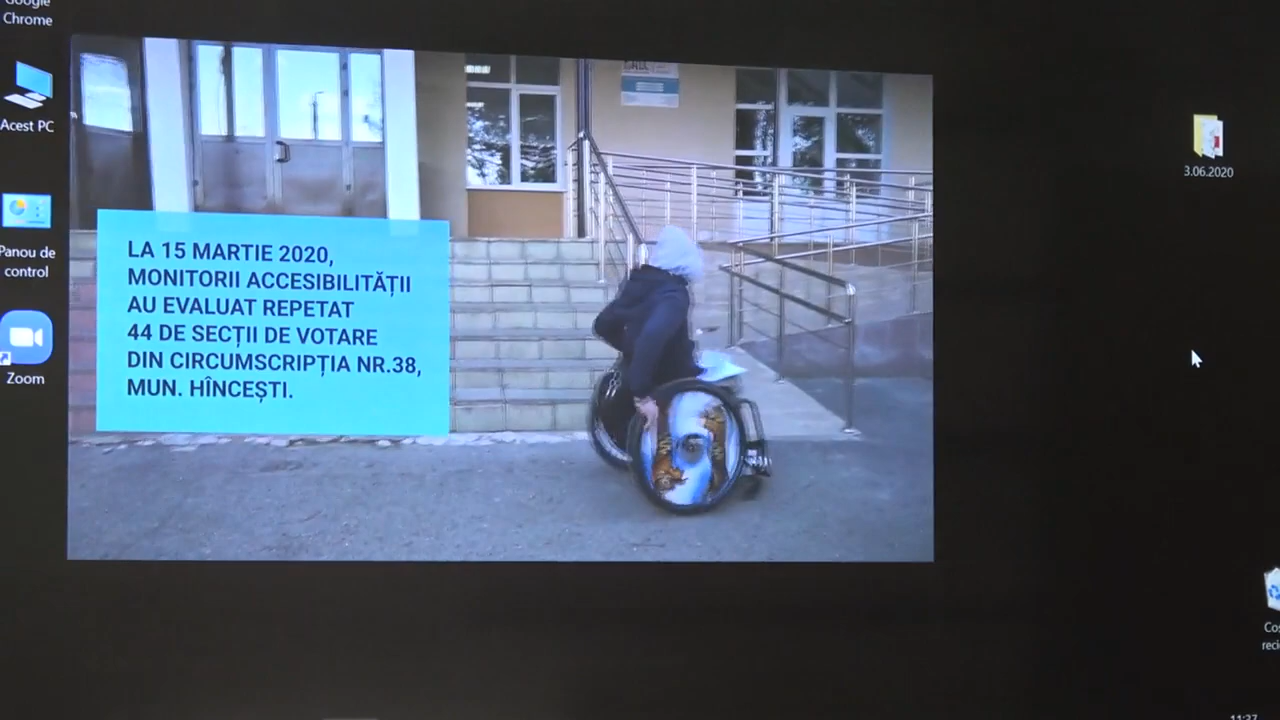 Google
Chrome
Acest PC
Panou de
control
Zoom
LA 15 MARTIE 2020,
MONITORII ACCESIBILITĂȚII
AU EVALUAT REPETAT
44 DE SECȚII DE VOTARE
DIN CIRCUMSCRIPȚIA NR.38,
MUN. HÎNCEȘTI.
3.06.2020